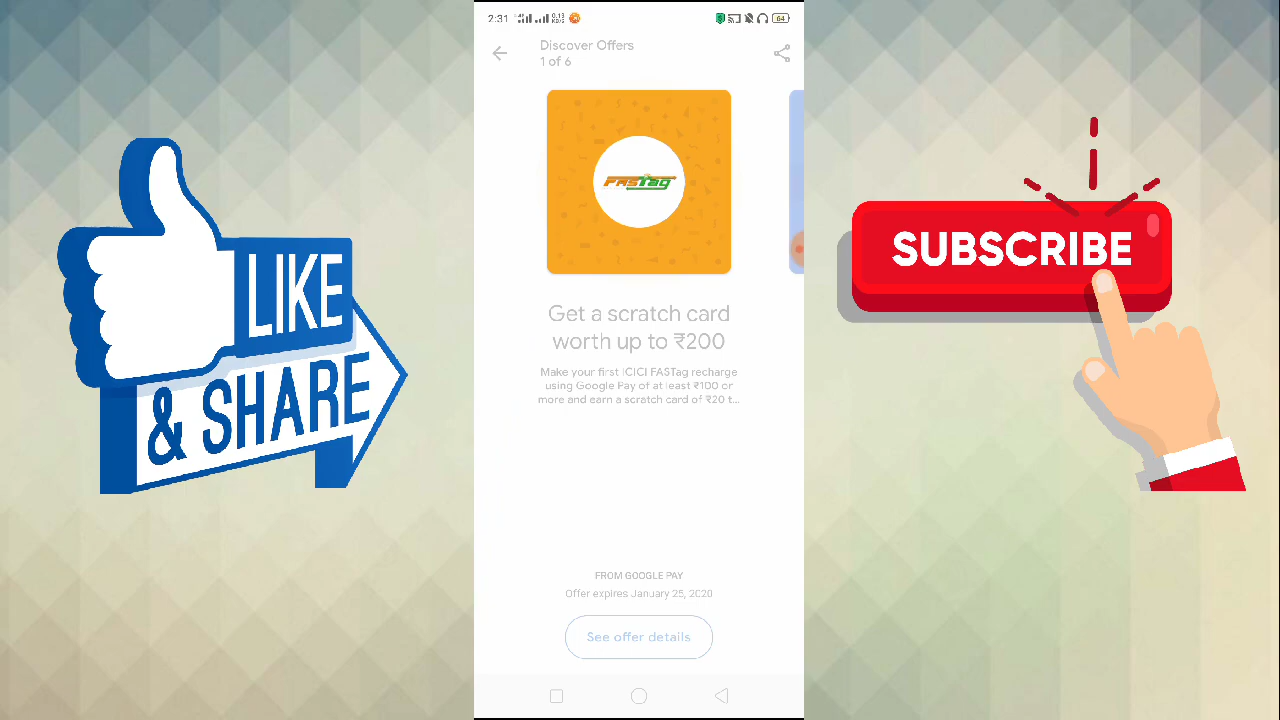 LIKE
& SHARE
2:31
Discover Offers
1 of 6
FASTag
Get a scratch card
worth up to ₹200
Make your first ICICI FASTag recharge
using Google Pay of at least ₹100 or
more and earn a scratch card of ₹20 t...
FROM GOOGLE PAY
Offer expires January 25, 2020
See offer details
SUBSCRIBE
64